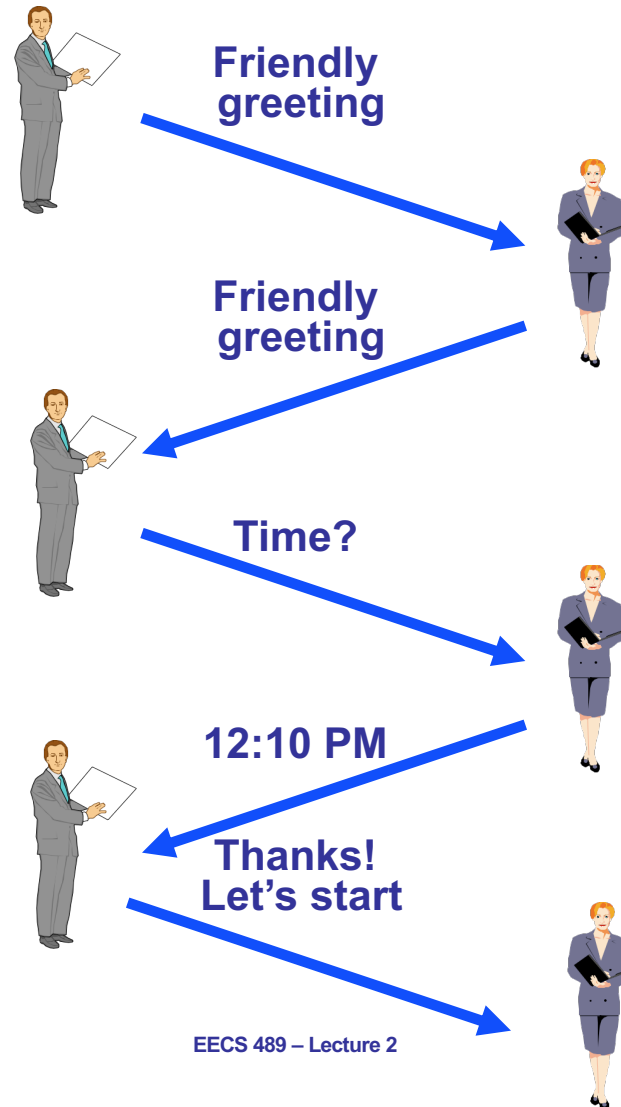 Friendly
greeting
Friendly
greeting
Time?
12:10 PM
Thanks!
Let’s start
EECS 489 – Lecture 2